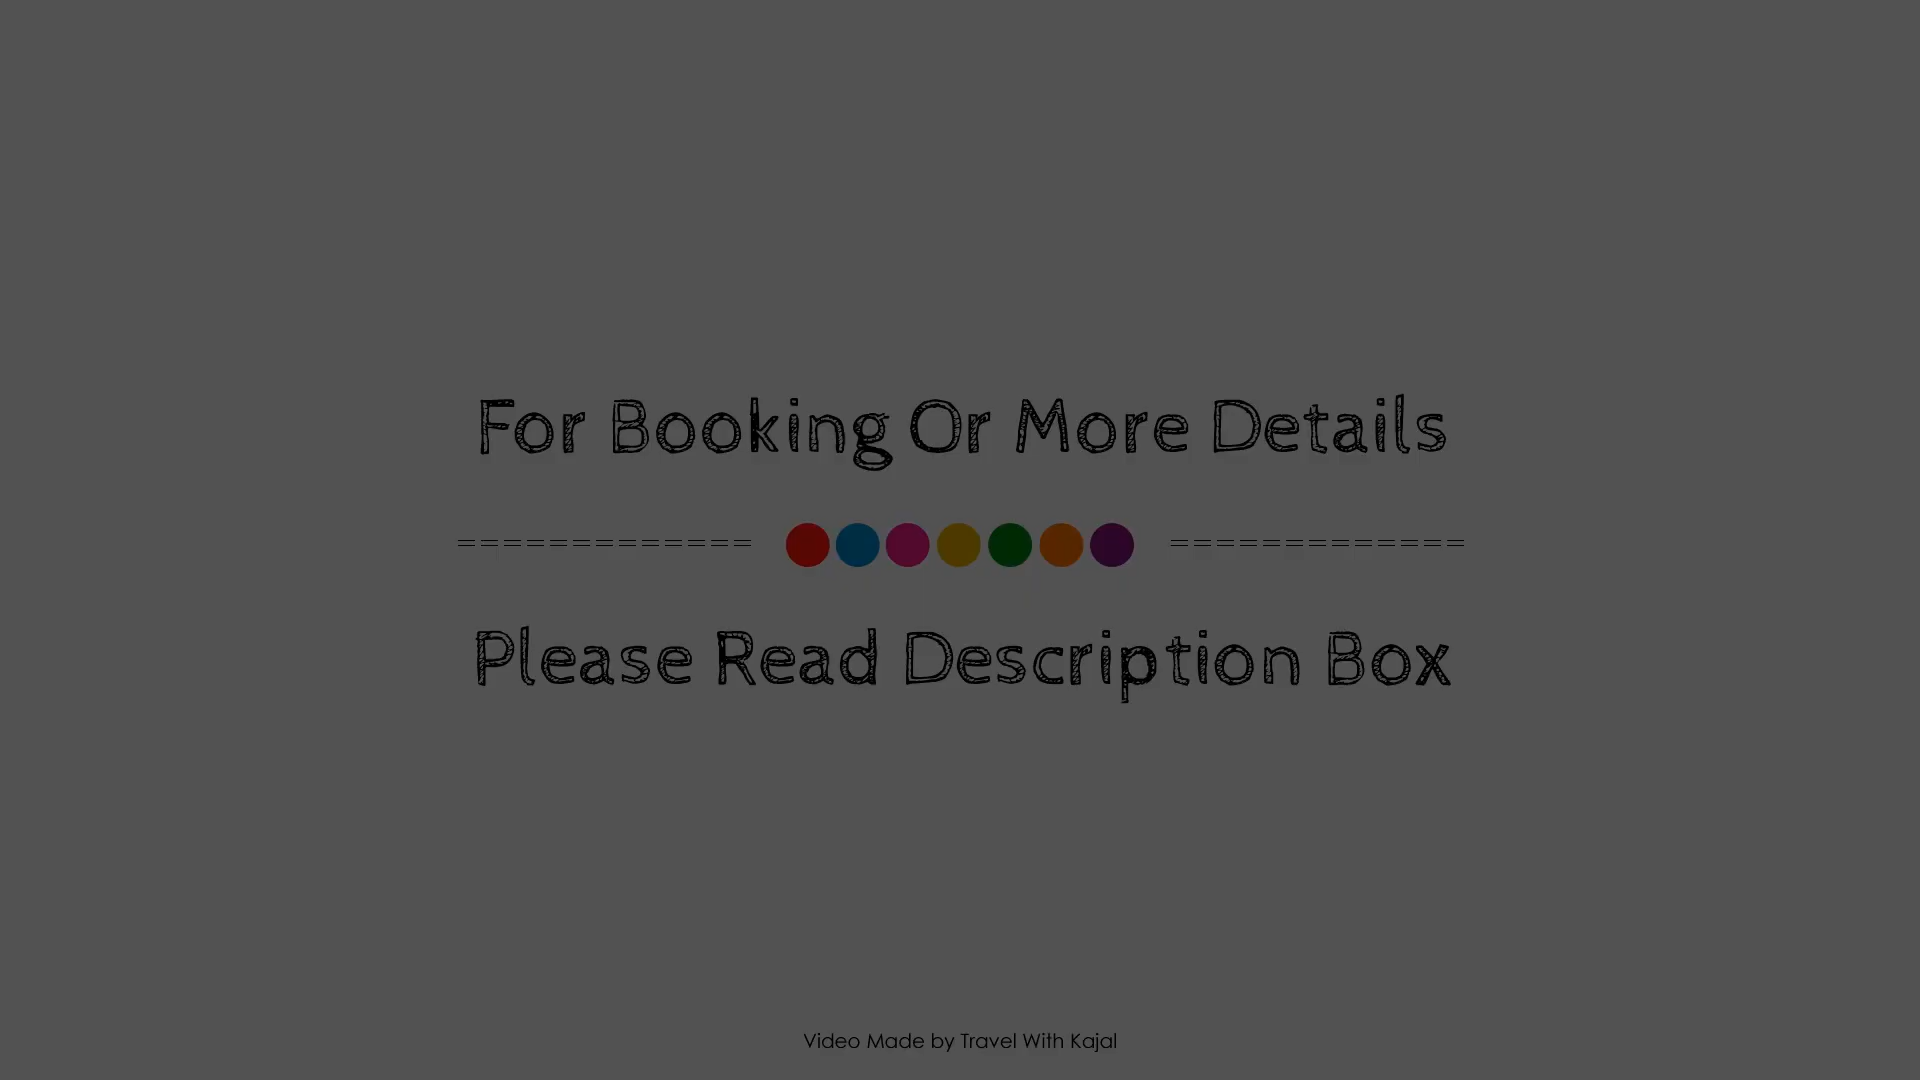 For Booking Or More Details
============= =============
Please Read Description Box
Video Made by Travel With Kajal